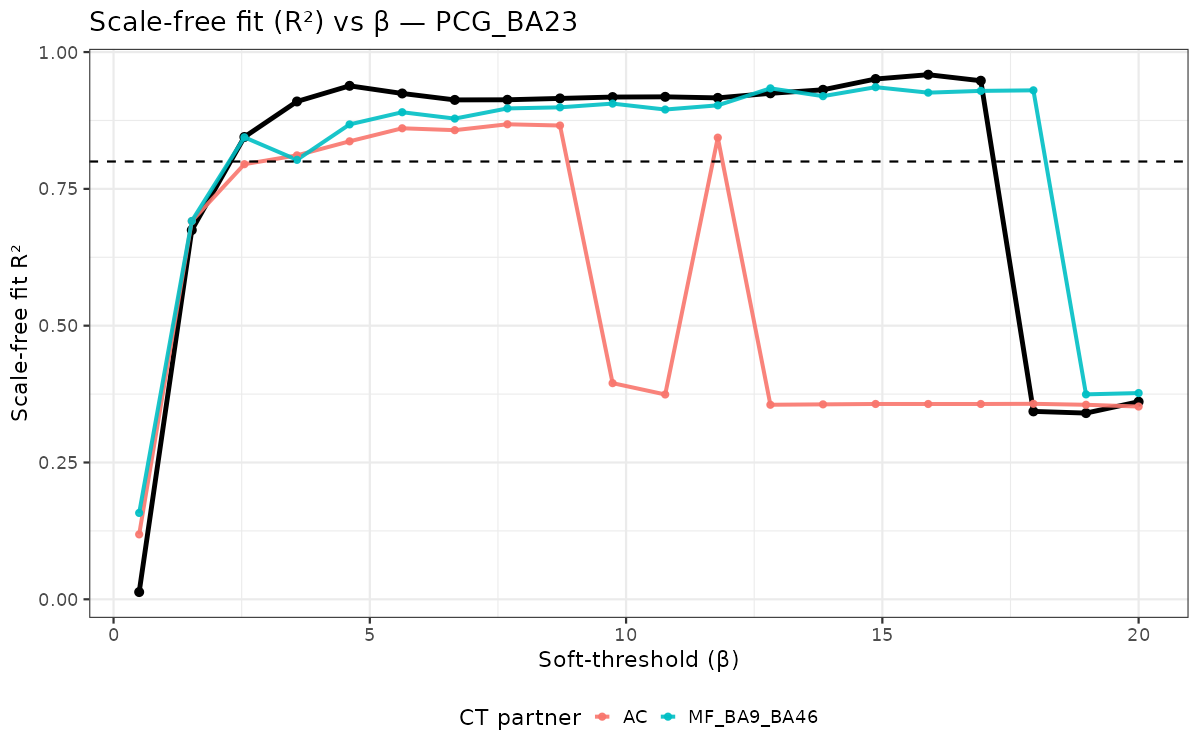 Scale-free fit (R²) vs β — PCG_BA23
Scale-free fit R²
1.00
0.75
0.50
0.25
0.00
0 5 10 15 20
Soft-threshold (β)
CT partner AC MF_BA9_BA46